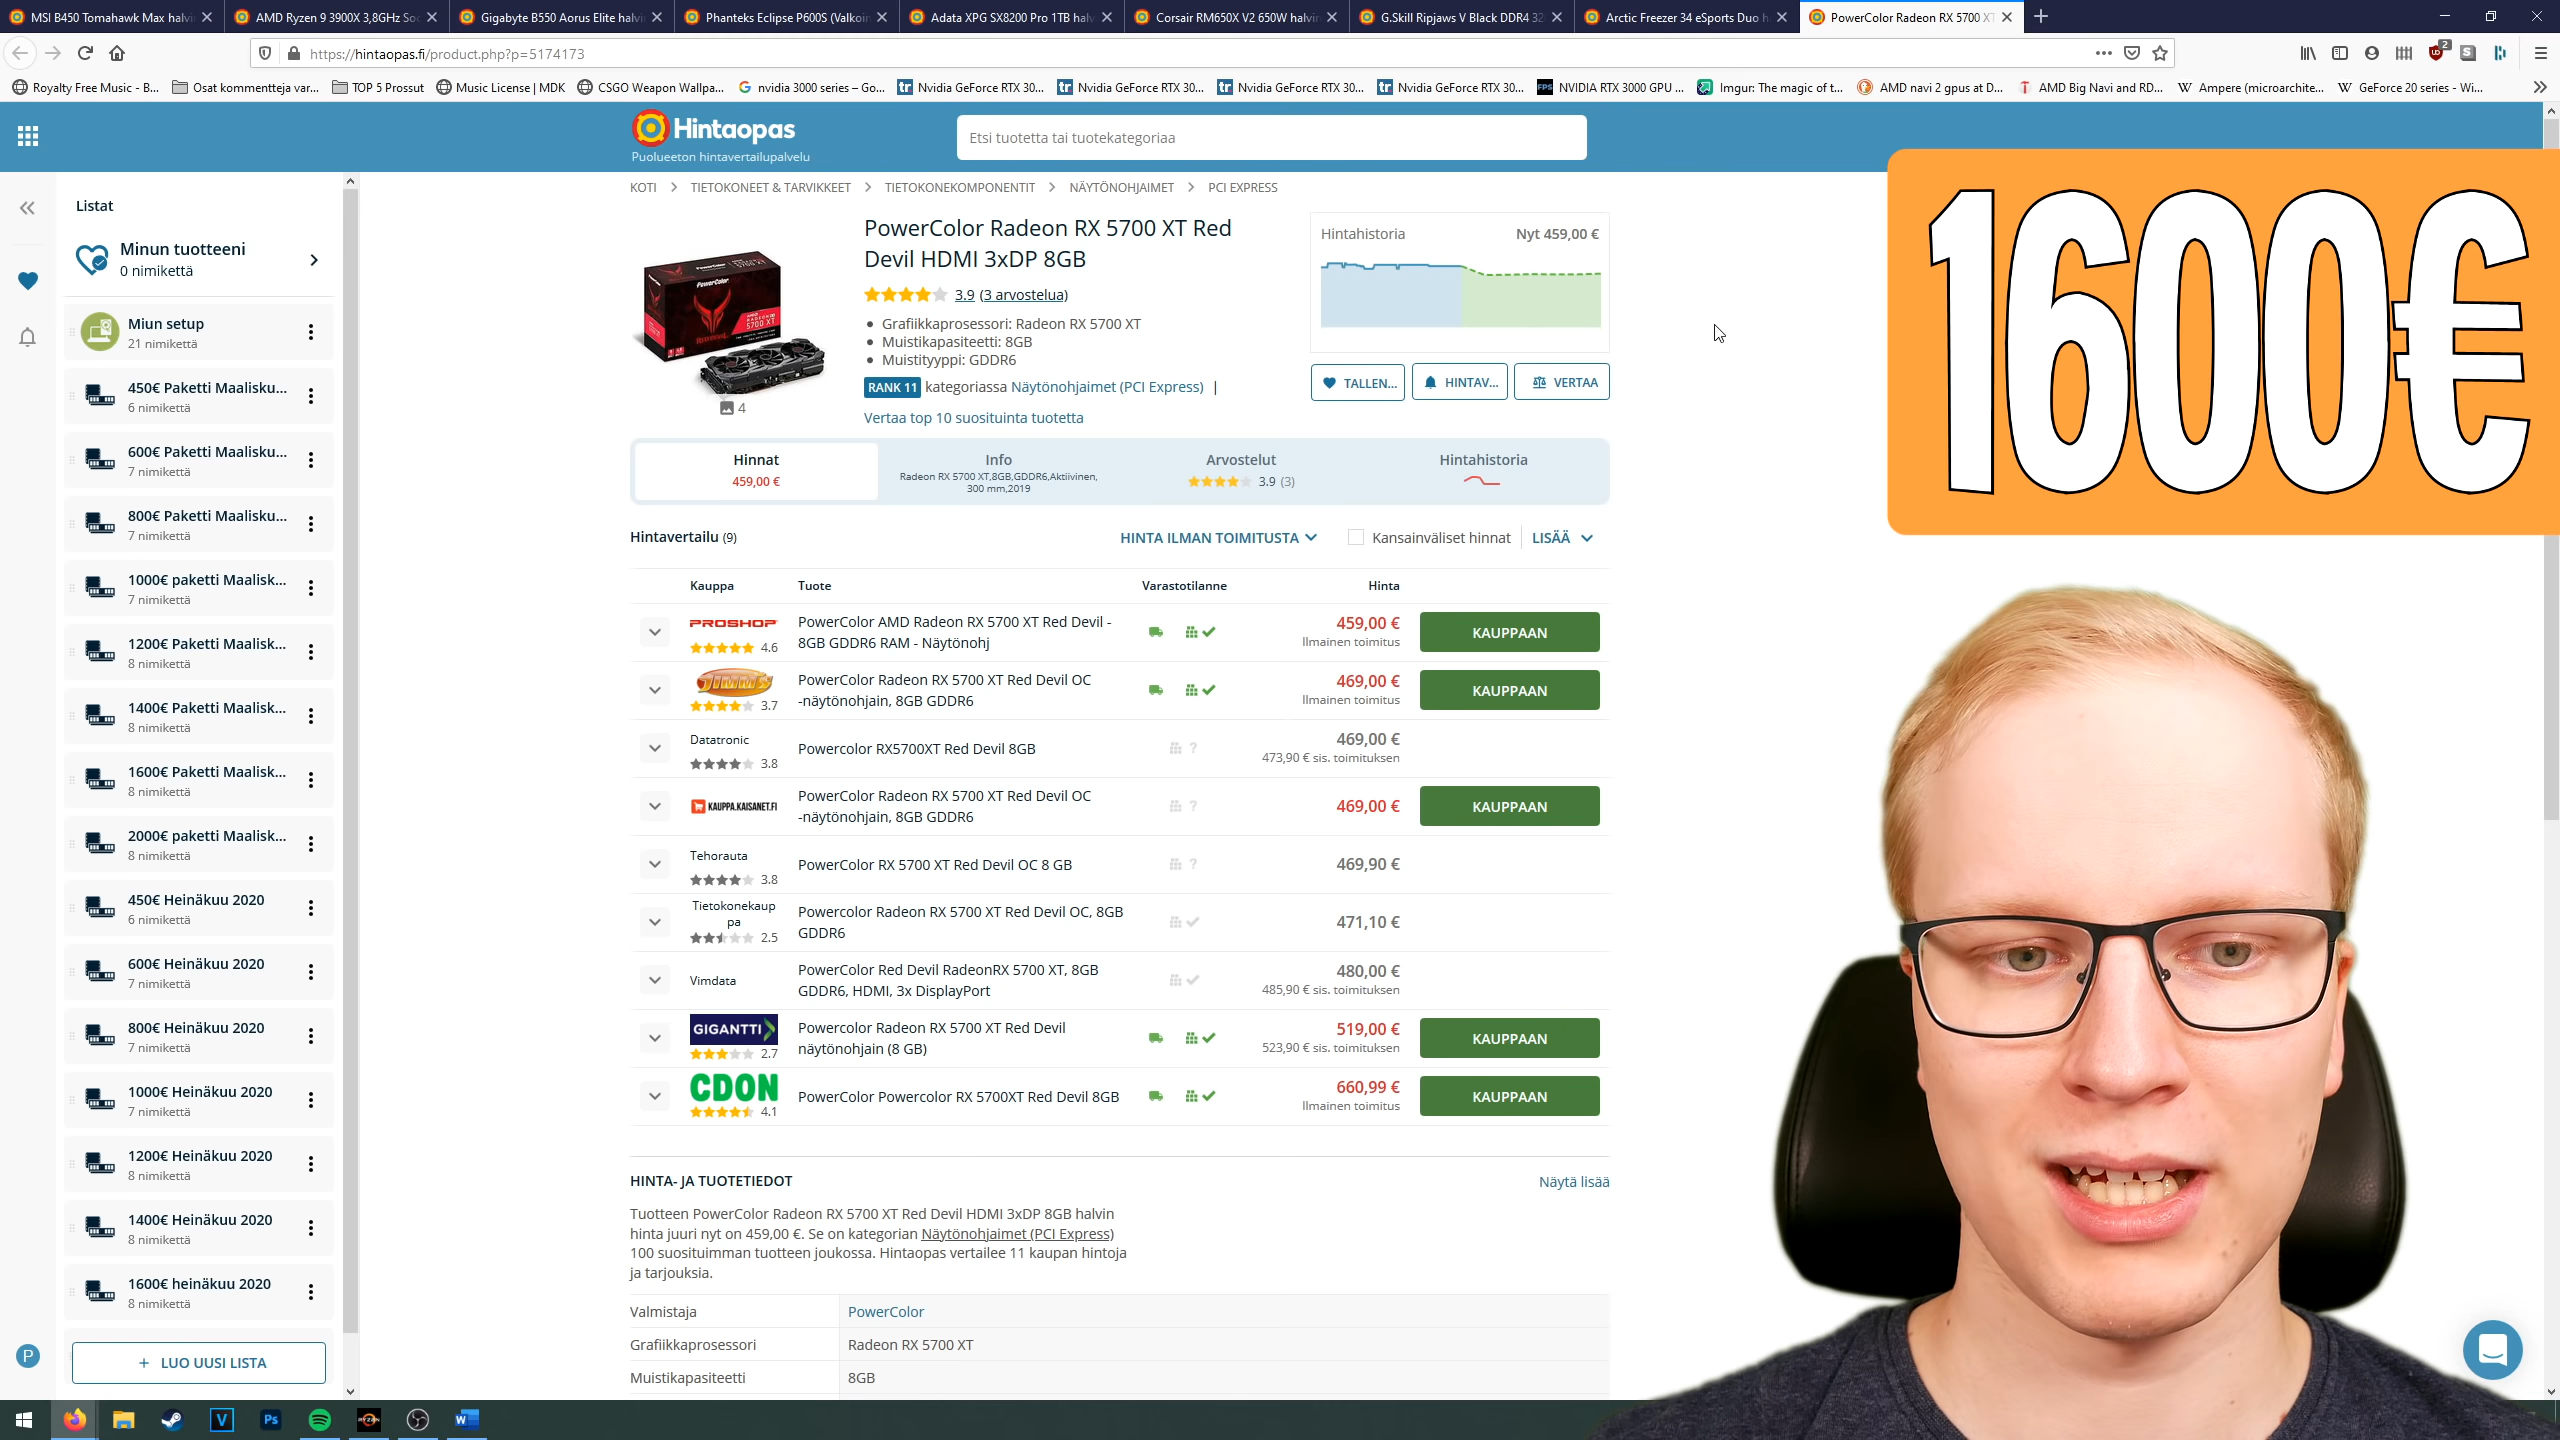 MSI B450 Tomahawk Max halvi
AMD Ryzen 9 3900X 3,8GHz Soc
Gigabyte B550 Aorus Elite halvi
Phanteks Eclipse P600S (Valkoi
Adata XPG SX8200 Pro 1TB halv
Corsair RM650X V2 650W halvin
G.Skill Ripjaws V Black DDR4 32
Arctic Freezer 34 eSports Duo h
PowerColor Radeon RX 5700 XT
https://hintaopas.fi/product.php?p=5174173
2
Royalty Free Music - B...
Osat kommentteja var...
TOP 5 Prossut
Music License | MDK
CSGO Weapon Wallpa...
nvidia 3000 series – Go...
Nvidia GeForce RTX 30...
Nvidia GeForce RTX 30...
Nvidia GeForce RTX 30...
Nvidia GeForce RTX 30...
NVIDIA RTX 3000 GPU ...
Imgur: The magic of t...
AMD navi 2 gpus at D...
AMD Big Navi and RD...
Ampere (microarchite...
GeForce 20 series - Wi...
Hintaopas
Puolueeton hintavertailupalvelu
Etsi tuotetta tai tuotekategoriaa
1600€
KOTI > TIETOKONEET & TARVIKKEET > TIETOKONEKOMPONENTIT > NÄYTÖNOHJAIMET > PCI EXPRESS
Listat
Minun tuotteeni
0 nimikettä
Miun setup
21 nimikettä
450€ Paketti Maalisku...
6 nimikettä
600€ Paketti Maalisku...
7 nimikettä
800€ Paketti Maalisku...
7 nimikettä
1000€ paketti Maalisk...
7 nimikettä
1200€ Paketti Maalisk...
8 nimikettä
1400€ Paketti Maalisk...
8 nimikettä
1600€ Paketti Maalisk...
8 nimikettä
2000€ paketti Maalisk...
8 nimikettä
450€ Heinäkuu 2020
6 nimikettä
600€ Heinäkuu 2020
7 nimikettä
800€ Heinäkuu 2020
7 nimikettä
1000€ Heinäkuu 2020
7 nimikettä
1200€ Heinäkuu 2020
8 nimikettä
1400€ Heinäkuu 2020
8 nimikettä
1600€ heinäkuu 2020
8 nimikettä
P
+ LUO UUSI LISTA
PowerColor Radeon RX 5700 XT Red
Devil HDMI 3xDP 8GB
3.9 (3 arvostelua)
• Grafiikkaprosessori: Radeon RX 5700 XT
• Muistikapasiteetti: 8GB
• Muistityyppi: GDDR6
RANK 11 kategoriassa Näytönohjaimet (PCI Express) |
Vertaa top 10 suosituinta tuotetta
4
Hintahistoria Nyt 459,00 €
TALLEN...
HINTAV...
VERTAA
Hinnat
459,00 €
Info
Radeon RX 5700 XT,8GB,GDDR6,Aktiivinen,
300 mm,2019
Arvostelut
3.9 (3)
Hintahistoria
Hintavertailu (9)
HINTA ILMAN TOIMITUSTA
Kansainväliset hinnat
LISÄÄ
Kauppa Tuote Varastotilanne Hinta
PROSHOP
4.6
PowerColor AMD Radeon RX 5700 XT Red Devil -
8GB GDDR6 RAM - Näytönohj
459,00 €
Ilmainen toimitus
KAUPPAAN
JIMM'S
3.7
PowerColor Radeon RX 5700 XT Red Devil OC
-näytönohjain, 8GB GDDR6
469,00 €
Ilmainen toimitus
KAUPPAAN
Datatronic
3.8
Powercolor RX5700XT Red Devil 8GB
?
469,00 €
473,90 € sis. toimituksen
KAUPPA.KAISANET.FI
PowerColor Radeon RX 5700 XT Red Devil OC
-näytönohjain, 8GB GDDR6
?
469,00 €
KAUPPAAN
Tehorauta
3.8
PowerColor RX 5700 XT Red Devil OC 8 GB
?
469,90 €
Tietokonekaup
pa
2.5
Powercolor Radeon RX 5700 XT Red Devil OC, 8GB
GDDR6
471,10 €
Vimdata
PowerColor Red Devil RadeonRX 5700 XT, 8GB
GDDR6, HDMI, 3x DisplayPort
480,00 €
485,90 € sis. toimituksen
GIGANTTI
2.7
Powercolor Radeon RX 5700 XT Red Devil
näytönohjain (8 GB)
519,00 €
523,90 € sis. toimituksen
KAUPPAAN
CDON
4.1
PowerColor Powercolor RX 5700XT Red Devil 8GB
660,99 €
Ilmainen toimitus
KAUPPAAN
HINTA- JA TUOTETIEDOT
Näytä lisää
Tuotteen PowerColor Radeon RX 5700 XT Red Devil HDMI 3xDP 8GB halvin
hinta juuri nyt on 459,00 €. Se on kategorian Näytönohjaimet (PCI Express)
100 suosituimman tuotteen joukossa. Hintaopas vertailee 11 kaupan hintoja
ja tarjouksia.
Valmistaja PowerColor
Grafiikkaprosessori Radeon RX 5700 XT
Muistikapasiteetti 8GB